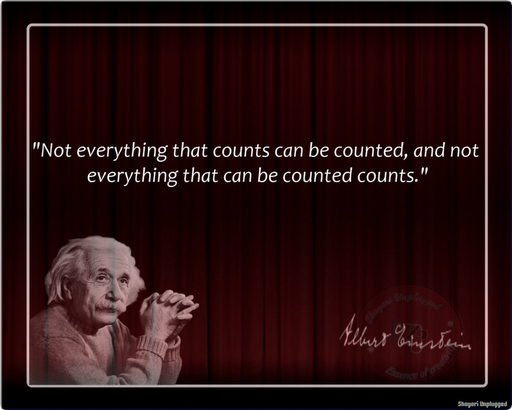 "Not everything that counts can be counted, and not
everything that can be counted counts."
Albert Einstein
Shayari Unplugged